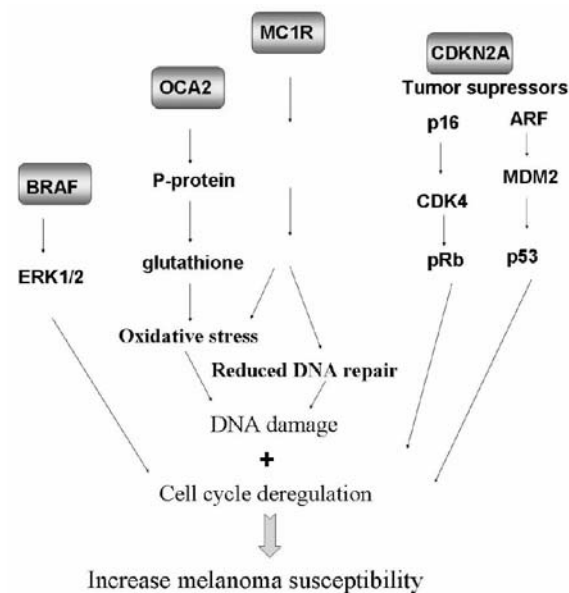 MC1R
CDKN2A
Tumor supressors
OCA2
p16
ARF
BRAF
P-protein
MDM2
CDK4
ERK1/2
glutathione
pRb
p53
Oxidative stress
Reduced DNA repair
DNA damage
+
Cell cycle deregulation
Increase melanoma susceptibility